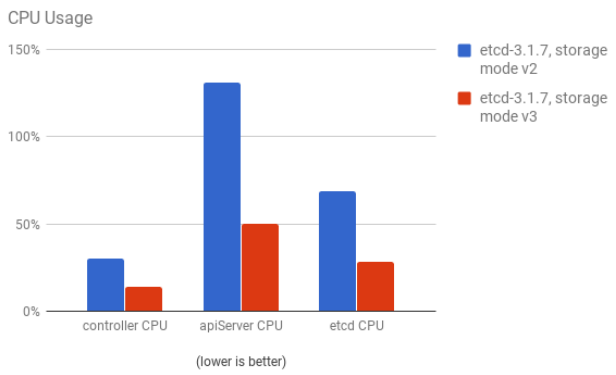 CPU Usage
150%
100%
50%
0%
controller CPU
apiServer CPU
etcd CPU
(lower is better)
etcd-3.1.7, storage
mode v2
etcd-3.1.7, storage
mode v3